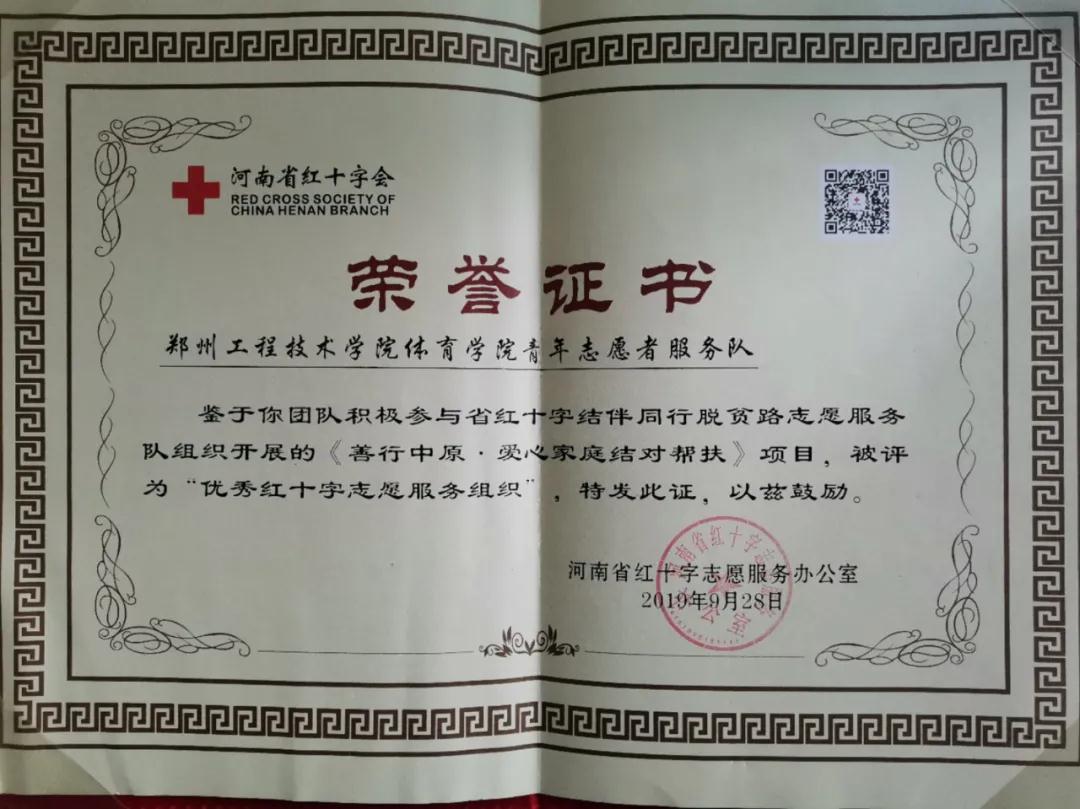 河南省红十字会
RED CROSS SOCIETY OF
CHINA HENAN BRANCH
荣誉证书
郑州工程技术学院体育学院青年志愿者服务队
鉴于你团队积极参与省红十字结伴同行脱贫路志愿服务
队组织开展的《善行中原·爱心家庭结对帮扶》项目，被评
为“优秀红十字志愿服务组织”，特发此证，以兹鼓励。
河南省红十字志愿服务办公室
2019年9月28日